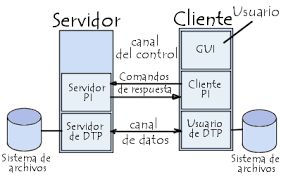 Usuario
Servidor
Cliente
canal
del control
GUI
Comandos
de respuesta
Servidor
PI
Cliente
PI
Servidor
de DTP
canal
de datos
Usuario
de DTP
Sistema de
archivos
Sistema de
archivos